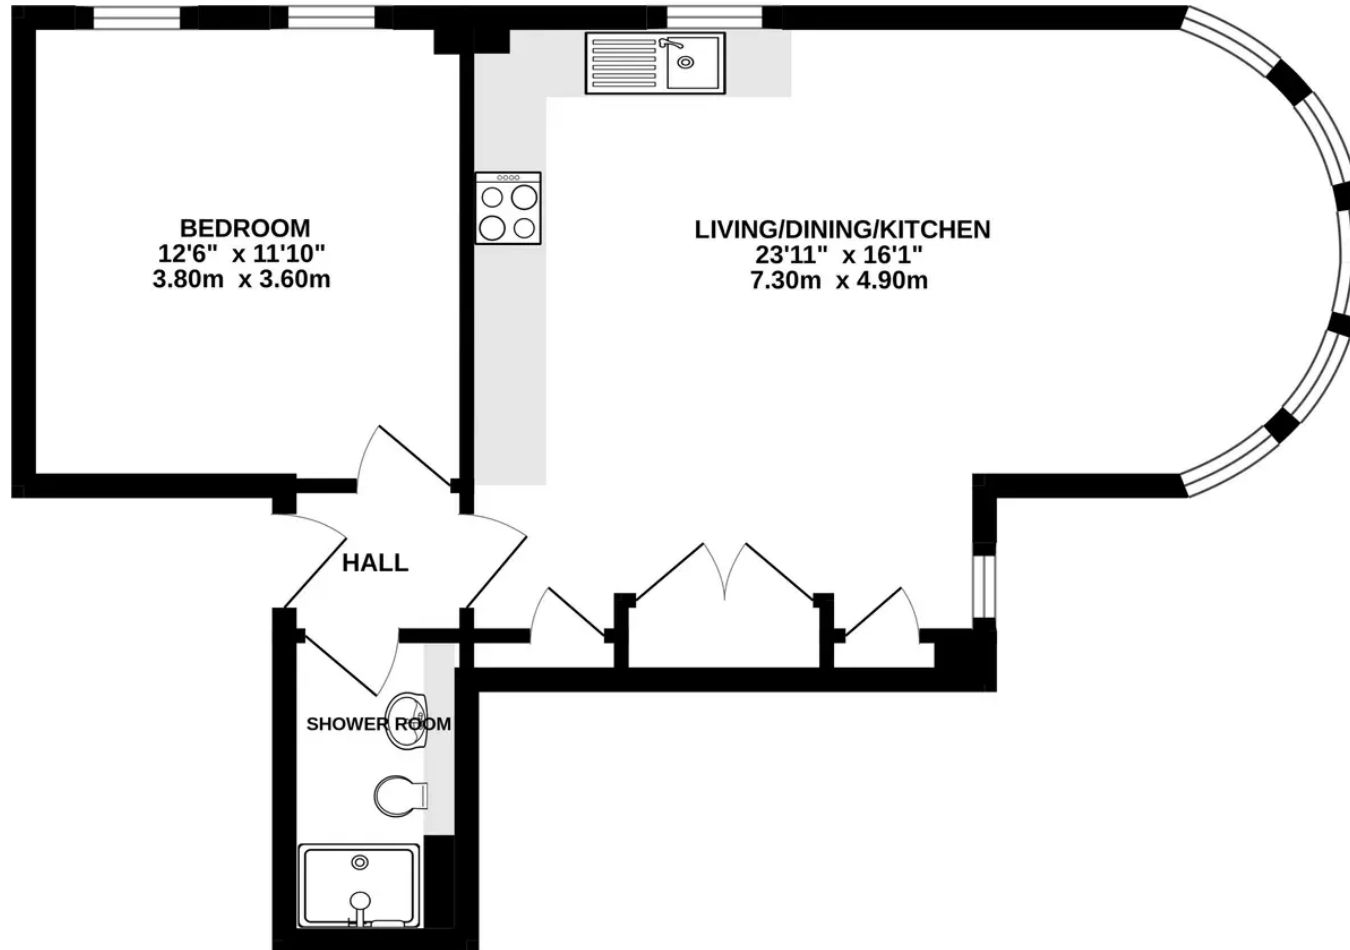 BEDROOM
12'6" x 11'10"
3.80m x 3.60m
LIVING/DINING/KITCHEN
23'11" x 16'1"
7.30m x 4.90m
HALL
SHOWER ROOM